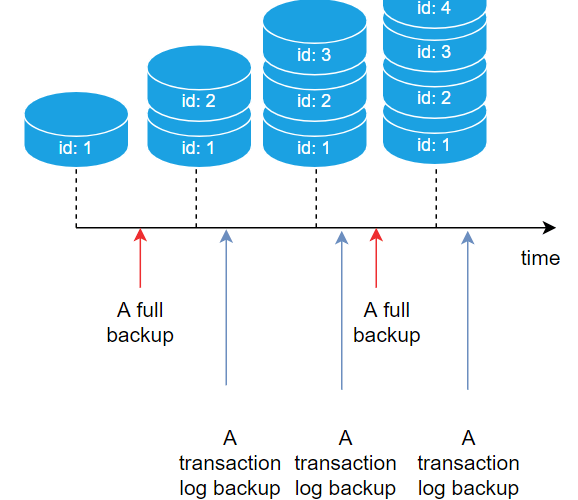 id: 4
id: 3
id: 3
id: 2
id: 2
id: 2
id: 1
id: 1
id: 1
id: 1
time
A full
backup
A full
backup
A
transaction
log backup
A
transaction
log backup
A
transaction
log backup